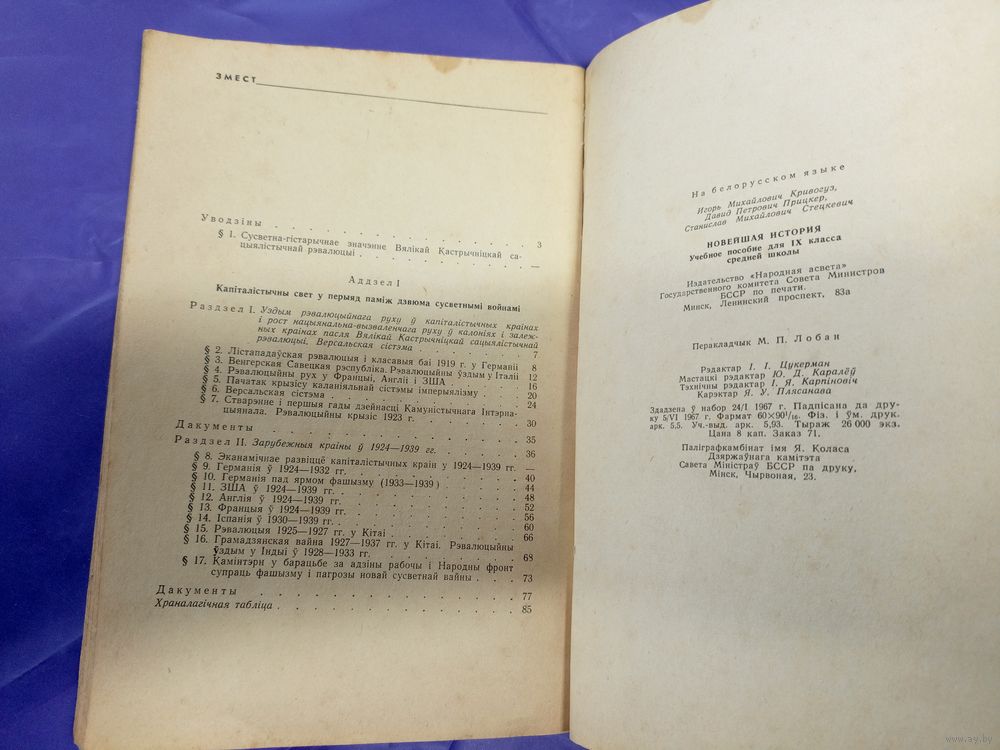 ЗМЕСТ
Уводзіны . . . . . . . . . . . . 3
§ 1. Сусветна-гістарычнае значэнне Вялікай Кастрычніцкай са-
цыялістычнай рэвалюцыі . . . . . . . . —
Аддзел I
Капіталістычны свет у перыяд паміж дзвюма сусветнымі войнамі
Раздзел I. Уздым рэвалюцыйнага руху ў капіталістычных краінах
і рост нацыянальна-вызваленчага руху ў калоніях і залеж-
ных краінах пасля Вялікай Кастрычніцкай сацыялістычнай
рэвалюцыі. Версальская сістэма . . . . . . 7
§ 2. Лістападаўская рэвалюцыя і класавыя баі 1919 г. у Германіі 8
§ 3. Венгерская Савецкая рэспубліка. Рэвалюцыйны ўздым у Італіі 12
§ 4. Рэвалюцыйны рух у Францыі, Англіі і ЗША . . . . 16
§ 5. Пачатак крызісу каланіяльнай сістэмы імперыялізму . . 20
§ 6. Версальская сістэма . . . . . . . . 24
§ 7. Стварэнне і першыя гады дзейнасці Камуністычнага Інтэрна-
цыянала. Рэвалюцыйны крызіс 1923 г. . . . . . 30
Дакументы . . . . . . . . . . . 35
Раздзел II. Зарубежныя краіны ў 1924—1939 гг. . . . . 36
§ 8. Эканамічнае развіццё капіталістычных краін у 1924—1939 гг. —
§ 9. Германія ў 1924—1932 гг. . . . . . . . 40
§ 10. Германія пад ярмом фашызму (1933—1939) . . . . 44
§ 11. ЗША ў 1924—1939 гг. . . . . . . . . 48
§ 12. Англія ў 1924—1939 гг. . . . . . . . 52
§ 13. Францыя ў 1924—1939 гг. . . . . . . . 56
§ 14. Іспанія ў 1930—1939 гг. . . . . . . . 60
§ 15. Рэвалюцыя 1925—1927 гг. у Кітаі . . . . . 66
§ 16. Грамадзянская вайна 1927—1937 гг. у Кітаі. Рэвалюцыйны
ўздым у Індыі ў 1928—1933 гг. . . . . . . 68
§ 17. Камінтэрн у барацьбе за адзіны рабочы і Народны фронт
супраць фашызму і пагрозы новай сусветнай вайны . . . 73
Дакументы . . . . . . . . . . . 77
Храналагічная табліца . . . . . . . . . 85
На белорусском языке
Игорь Михайлович Кривогуз,
Давид Петрович Прицкер,
Станислав Михайлович Стецкевич
НОВЕЙШАЯ ИСТОРИЯ
Учебное пособие для IX класса
средней школы
Издательство «Народная асвета»
Государственного комитета Совета Министров
БССР по печати.
Минск, Ленинский проспект, 83а
Перакладчык М. П. Лобан
Рэдактар І. І. Цукерман
Мастацкі рэдактар Ю. Д. Каралёў
Тэхнічны рэдактар І. Я. Карпіновіч
Карэктар Я. У. Плясанава
Здадзена ў набор 24/I 1967 г. Падпісана да дру-
ку 5/VI 1967 г. Фармат 60×90¹/₁₆. Фіз. і ўм. друк.
арк. 5,5. Уч.-выд. арк. 5,93. Тыраж 26 000 экз.
Цана 8 кап. Заказ 71.
Паліграфкамбінат імя Я. Коласа
Дзяржаўнага камітэта
Савета Міністраў БССР па друку,
Мінск, Чырвоная, 23.
www.ay.by